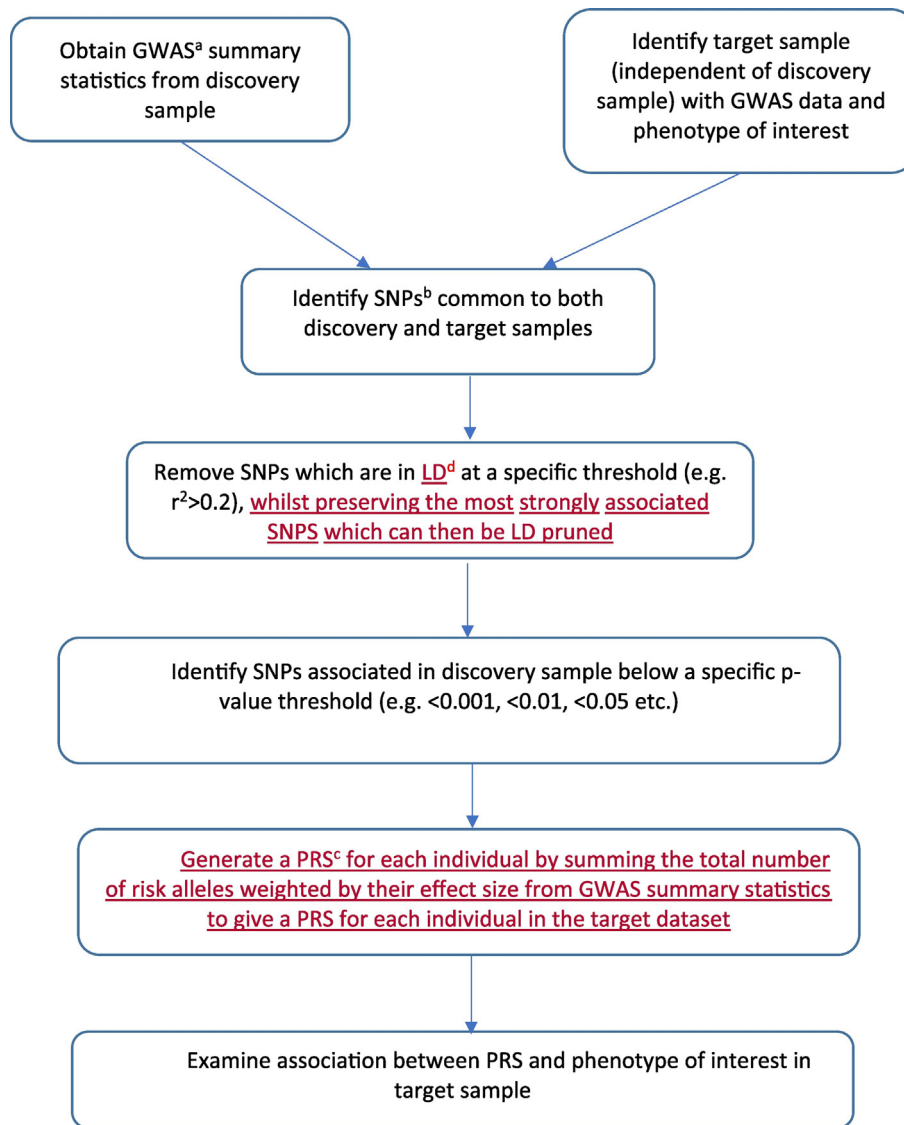 Obtain GWASᵃ summary
statistics from discovery
sample
Identify target sample
(independent of discovery
sample) with GWAS data and
phenotype of interest
Identify SNPsᵇ common to both
discovery and target samples
Remove SNPs which are in LDᵈ at a specific threshold (e.g.
r²>0.2), whilst preserving the most strongly associated
SNPS which can then be LD pruned
Identify SNPs associated in discovery sample below a specific p-
value threshold (e.g. <0.001, <0.01, <0.05 etc.)
Generate a PRSᶜ for each individual by summing the total number
of risk alleles weighted by their effect size from GWAS summary statistics
to give a PRS for each individual in the target dataset
Examine association between PRS and phenotype of interest in
target sample